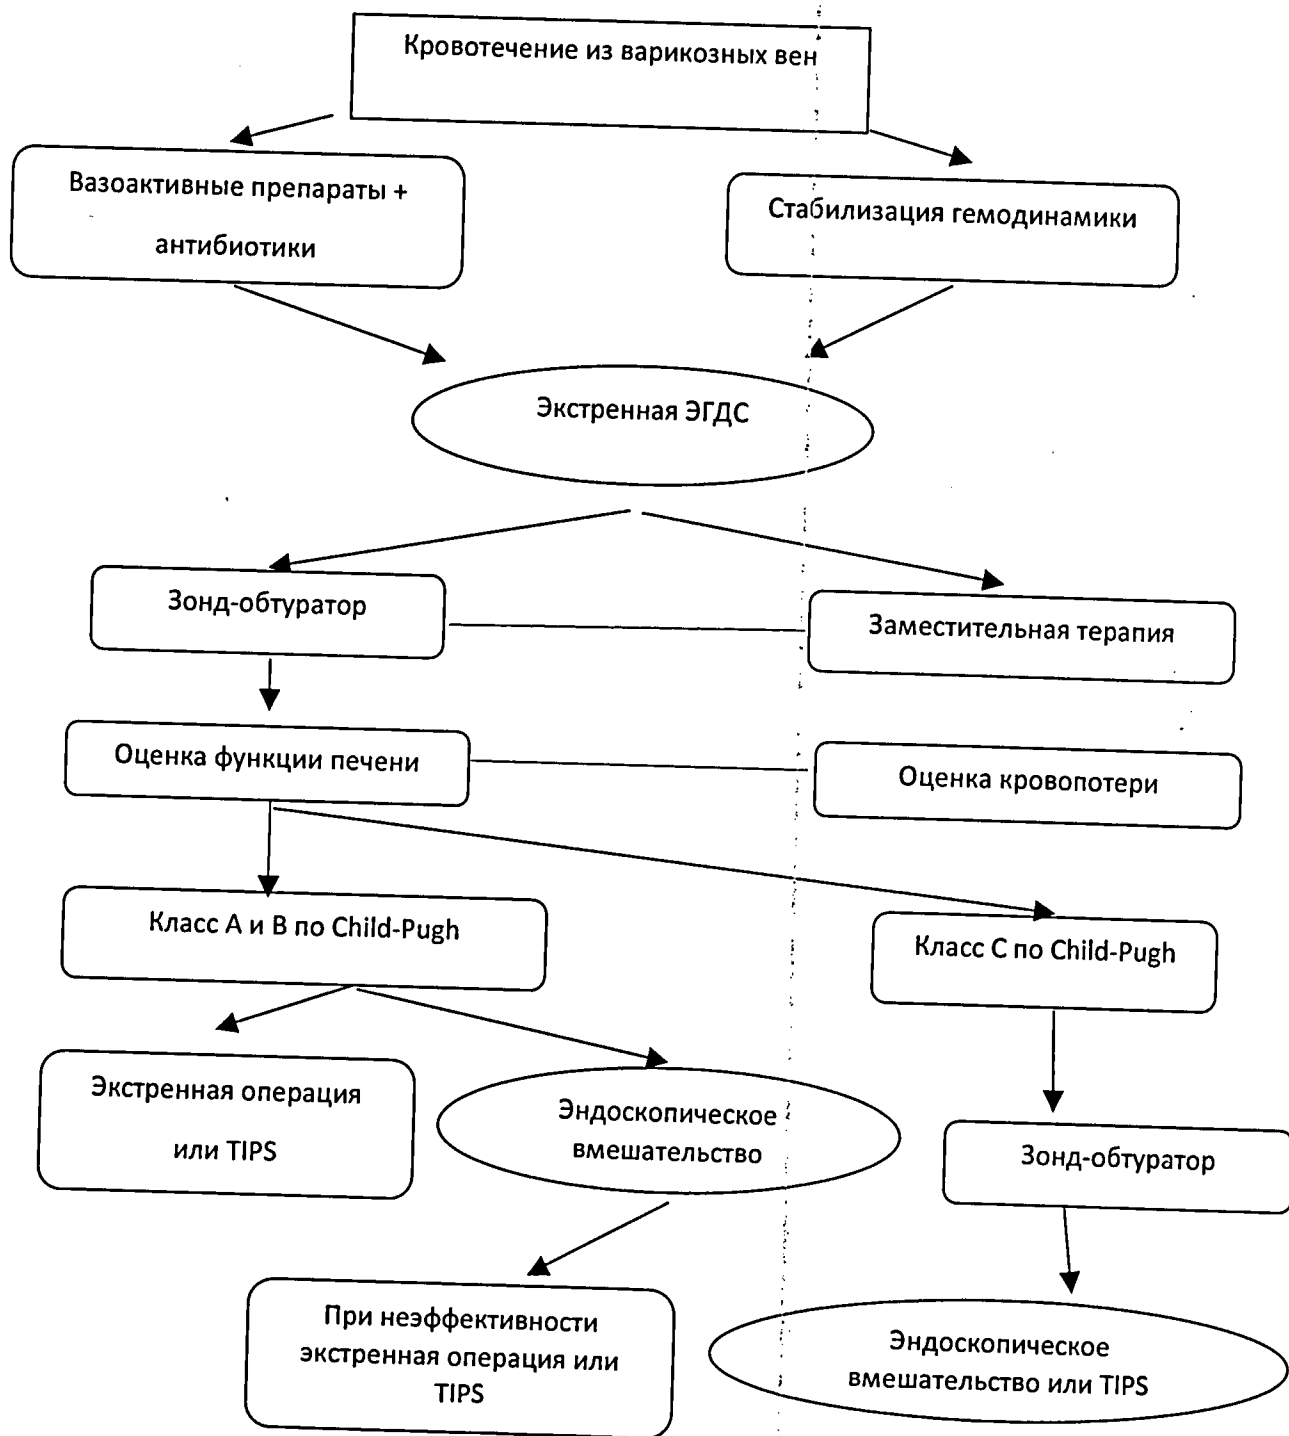 Кровотечение из варикозных вен
Вазоактивные препараты +
антибиотики
Стабилизация гемодинамики
Экстренная ЭГДС
Зонд-обтуратор
Заместительная терапия
Оценка функции печени
Оценка кровопотери
Класс А и В по Child-Pugh
Класс С по Child-Pugh
Экстренная операция
или TIPS
Эндоскопическое
вмешательство
Зонд-обтуратор
При неэффективности
экстренная операция или
TIPS
Эндоскопическое
вмешательство или TIPS